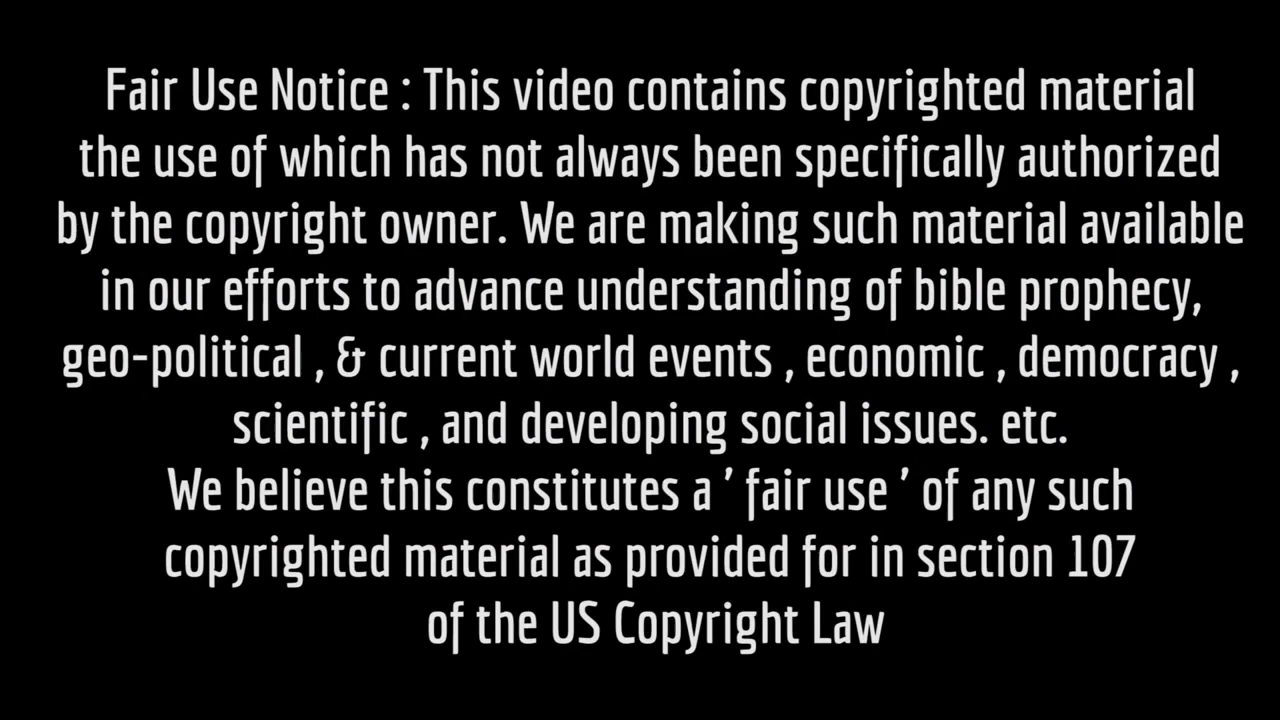 Fair Use Notice : This video contains copyrighted material
the use of which has not always been specifically authorized
by the copyright owner. We are making such material available
in our efforts to advance understanding of bible prophecy,
geo-political , & current world events , economic , democracy ,
scientific , and developing social issues. etc.
We believe this constitutes a ' fair use ' of any such
copyrighted material as provided for in section 107
of the US Copyright Law